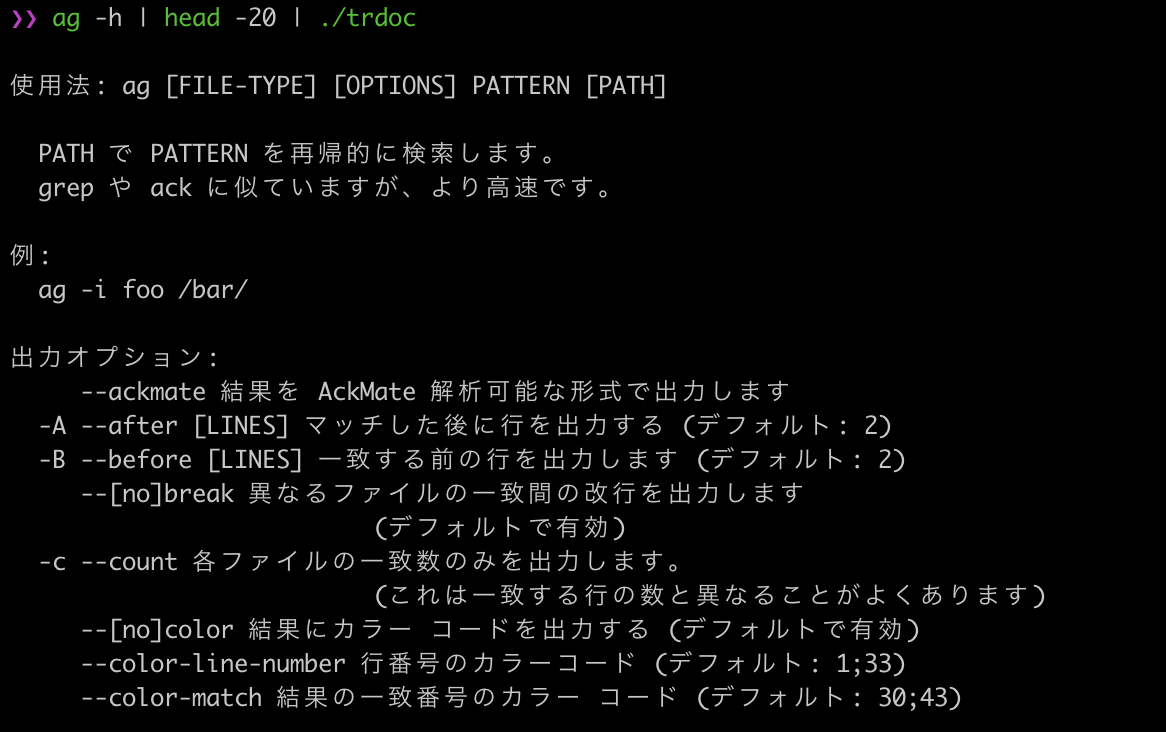 ❯❯ ag -h | head -20 | ./trdoc
使用法: ag [FILE-TYPE] [OPTIONS] PATTERN [PATH]
PATH で PATTERN を再帰的に検索します。
grep や ack に似ていますが、より高速です。
例:
ag -i foo /bar/
出力オプション:
--ackmate 結果を AckMate 解析可能な形式で出力します
-A --after [LINES] マッチした後に行を出力する (デフォルト: 2)
-B --before [LINES] 一致する前の行を出力します (デフォルト: 2)
--[no]break 異なるファイルの一致間の改行を出力します
(デフォルトで有効)
-c --count 各ファイルの一致数のみを出力します。
(これは一致する行の数と異なることがよくあります)
--[no]color 結果にカラー コードを出力する (デフォルトで有効)
--color-line-number 行番号のカラーコード (デフォルト: 1;33)
--color-match 結果の一致番号のカラー コード (デフォルト: 30;43)